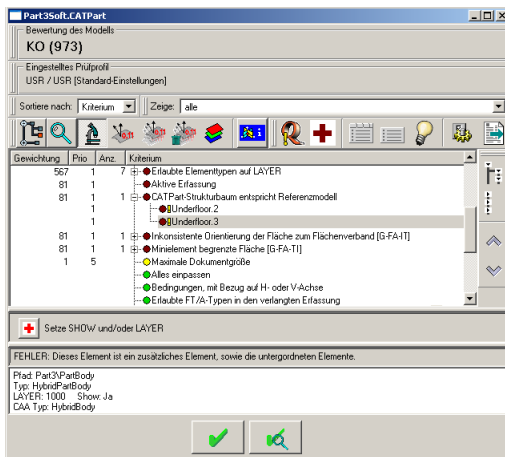 Part3Soft.CATPart
Bewertung des Modells
KO (973)
Eingestelltes Prüfprofil
USR / USR [Standard-Einstellungen]
Sortiere nach: Kriterium Zeige: alle
Gewichtung Prio Anz. Kriterium
567 1 7 Erlaubte Elementtypen auf LAYER
81 1 Aktive Erfassung
81 1 1 CATPart-Strukturbaum entspricht Referenzmodell
1 Underfloor.2
1 Underfloor.3
81 1 1 Inkonsistente Orientierung der Fläche zum Flächenverband [G-FA-IT]
81 1 1 Minielement begrenzte Fläche [G-FA-TI]
1 5 Maximale Dokumentgröße
Alles einpassen
Bedingungen, mit Bezug auf H- oder V-Achse
Erlaubte FT/A-Typen in den verlangten Erfassung
Setze SHOW und/oder LAYER
FEHLER: Dieses Element ist ein zusätzliches Element, sowie die untergordneten Elemente.
Pfad: Part3\PartBody
Typ: HybridPartBody
LAYER: 1000 Show: Ja
CAA Typ: HybridBody